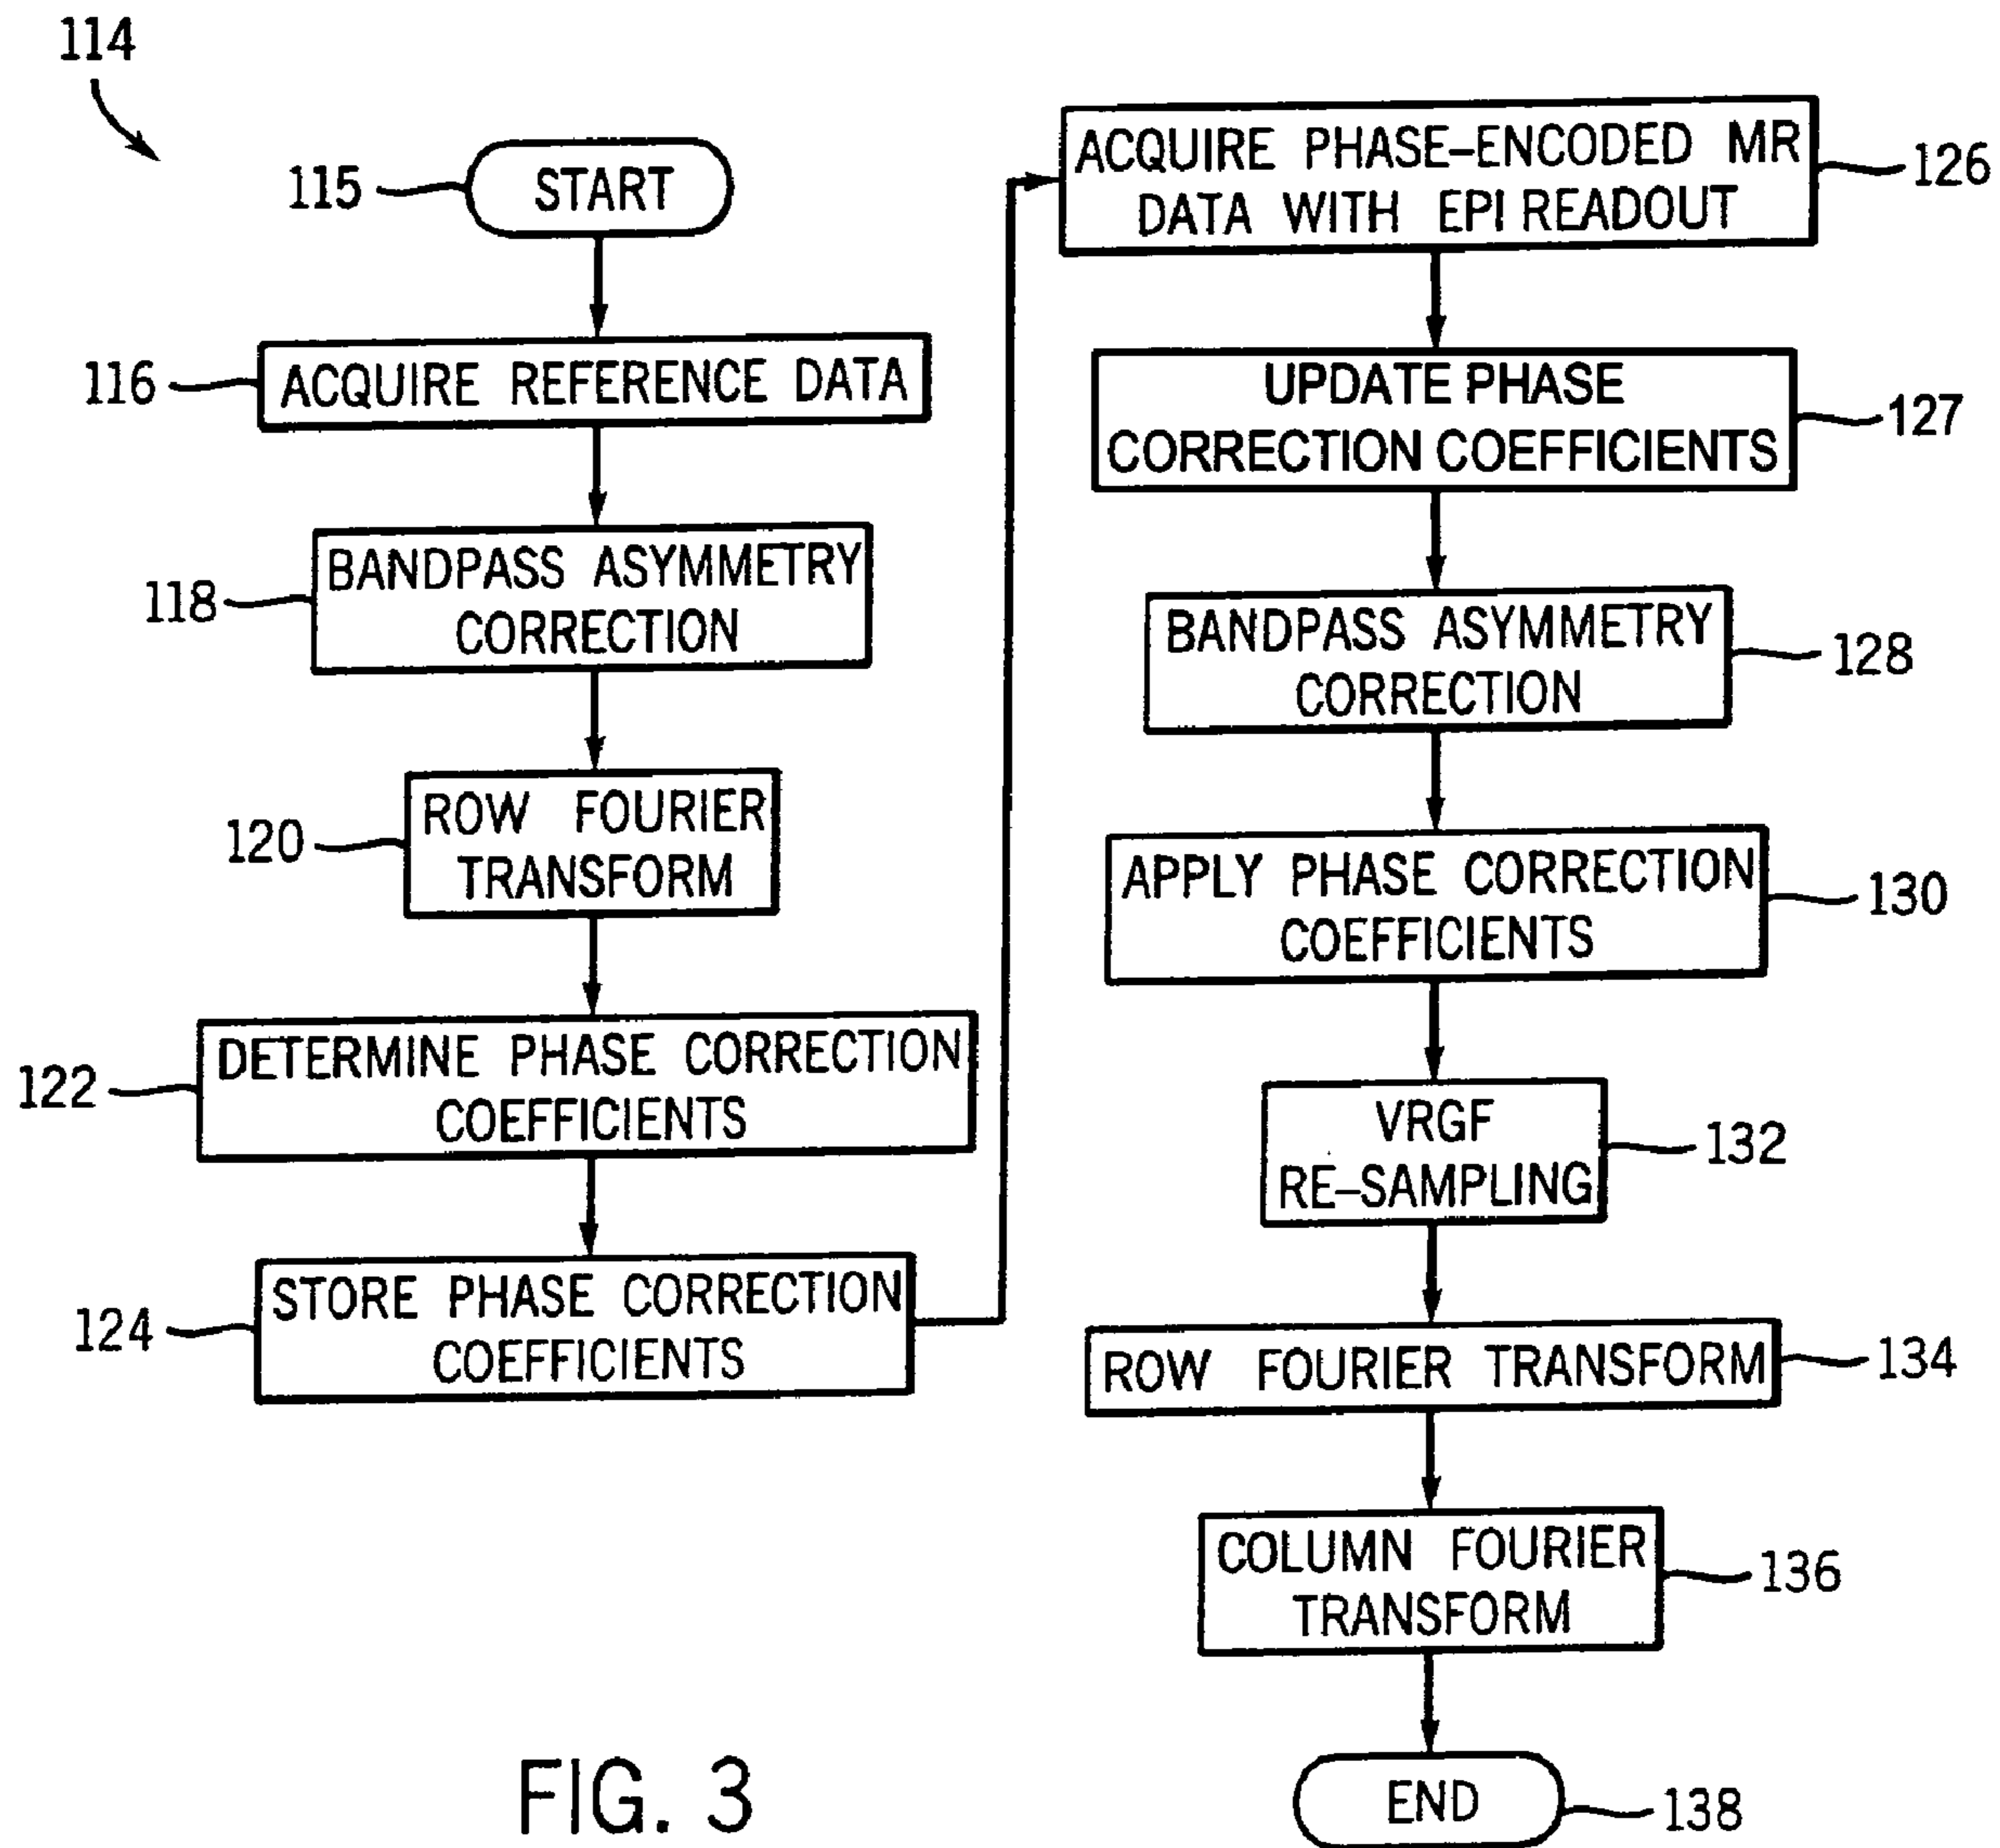 114
115
START
116
ACQUIRE REFERENCE DATA
118
BANDPASS ASYMMETRY
CORRECTION
120
ROW FOURIER
TRANSFORM
122
DETERMINE PHASE CORRECTION
COEFFICIENTS
124
STORE PHASE CORRECTION
COEFFICIENTS
ACQUIRE PHASE-ENCODED MR
DATA WITH EPI READOUT
126
UPDATE PHASE
CORRECTION COEFFICIENTS
127
BANDPASS ASYMMETRY
CORRECTION
128
APPLY PHASE CORRECTION
COEFFICIENTS
130
VRGF
RE-SAMPLING
132
ROW FOURIER TRANSFORM
134
COLUMN FOURIER
TRANSFORM
136
END
138
FIG. 3